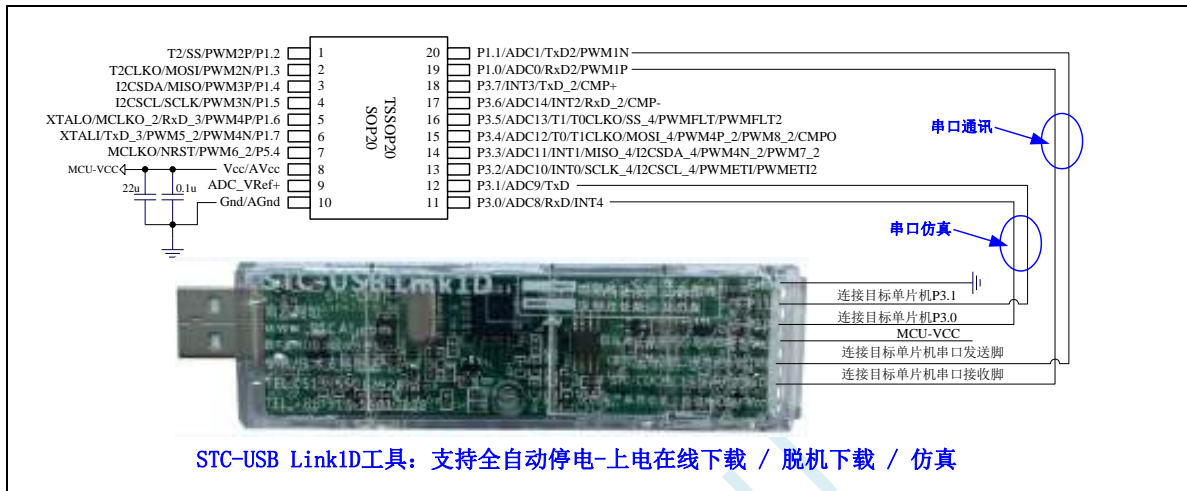 T2/SS/PWM2P/P1.2 1
T2CLKO/MOSI/PWM2N/P1.3 2
I2CSDA/MISO/PWM3P/P1.4 3
I2CSCL/SCLK/PWM3N/P1.5 4
XTALO/MCLKO_2/RxD_3/PWM4P/P1.6 5
XTALI/TxD_3/PWM5_2/PWM4N/P1.7 6
MCLKO/NRST/PWM6_2/P5.4 7
Vcc/AVcc 8
ADC_VRef+ 9
Gnd/AGnd 10
MCU-VCC
22u
0.1u
TSSOP20
SOP20
20 P1.1/ADC1/TxD2/PWM1N
19 P1.0/ADC0/RxD2/PWM1P
18 P3.7/INT3/TxD_2/CMP+
17 P3.6/ADC14/INT2/RxD_2/CMP-
16 P3.5/ADC13/T1/T0CLKO/SS_4/PWMFLT/PWMFLT2
15 P3.4/ADC12/T0/T1CLKO/MOSI_4/PWM4P_2/PWM8_2/CMPO
14 P3.3/ADC11/INT1/MISO_4/I2CSDA_4/PWM4N_2/PWM7_2
13 P3.2/ADC10/INT0/SCLK_4/I2CSCL_4/PWMETI/PWMETI2
12 P3.1/ADC9/TxD
11 P3.0/ADC8/RxD/INT4
串口通讯
串口仿真
STC-USB Link1D
连接目标单片机P3.1
连接目标单片机P3.0
MCU-VCC
连接目标单片机串口发送脚
连接目标单片机串口接收脚
STC-USB Link1D工具：支持全自动停电-上电在线下载 / 脱机下载 / 仿真